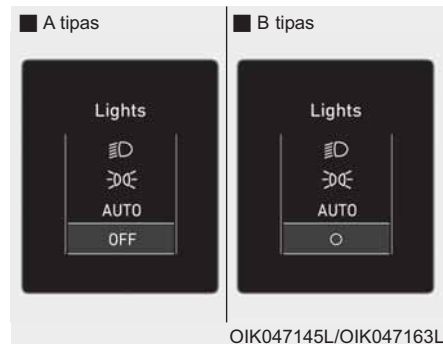 ■ A tipas
■ B tipas
Lights
AUTO
OFF
Lights
AUTO
OIK047145L/OIK047163L